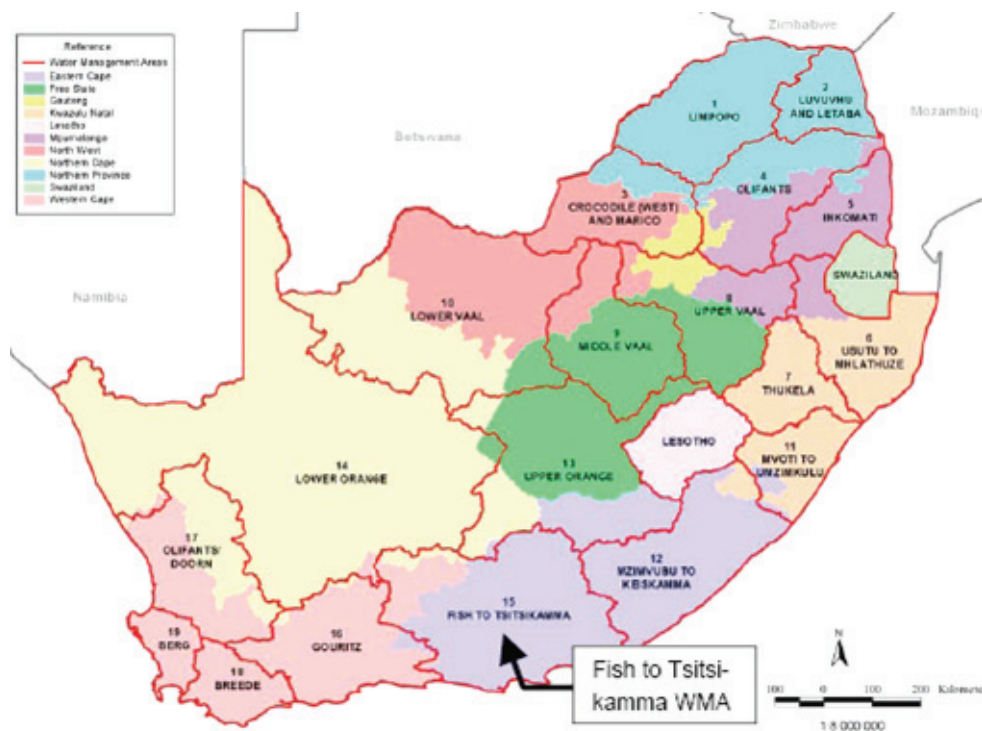 Zimbabwe
Reference
Water Management Areas
Eastern Cape
Free State
Gauteng
Kwazulu Natal
Lesotho
Mpumalanga
North West
Northern Cape
Northern Province
Swaziland
Western Cape
Botswana
Mozambiqu
Namibia
1
LIMPOPO
2
LUVUVHU
AND LETABA
3
CROCODILE (WEST)
AND MARICO
4
OLIFANTS
5
INKOMATI
SWAZILAND
10
LOWER VAAL
8
UPPER VAAL
9
MIDDLE VAAL
6
USUTU TO
MHLATHUZE
7
THUKELA
LESOTHO
11
MVOTI TO
UMZIMKULU
13
UPPER ORANGE
14
LOWER ORANGE
17
OLIFANTS/
DOORN
12
MZIMVUBU TO
KEISKAMMA
15
FISH TO TSITSIKAMMA
16
GOURITZ
19
BERG
18
BREEDE
Fish to Tsitsi-
kamma WMA
N
100 0 100 200 Kilomete
1:8 000 000